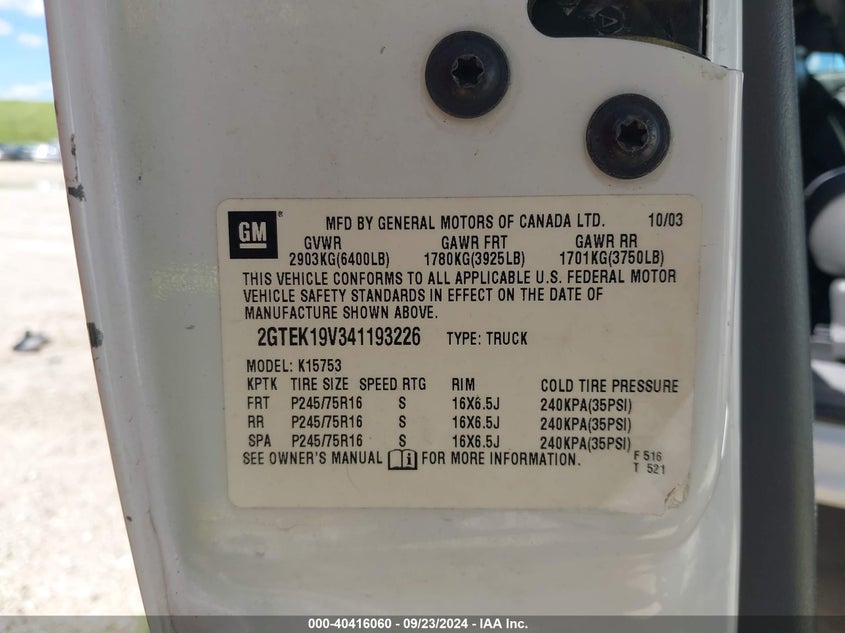 GM ®
MFD BY GENERAL MOTORS OF CANADA LTD. 10/03
GVWR GAWR FRT GAWR RR
2903KG(6400LB) 1780KG(3925LB) 1701KG(3750LB)
THIS VEHICLE CONFORMS TO ALL APPLICABLE U.S. FEDERAL MOTOR
VEHICLE SAFETY STANDARDS IN EFFECT ON THE DATE OF
MANUFACTURE SHOWN ABOVE.
2GTEK19V341193226 TYPE: TRUCK
MODEL: K15753
KPTK TIRE SIZE SPEED RTG RIM COLD TIRE PRESSURE
FRT P245/75R16 S 16X6.5J 240KPA(35PSI)
RR P245/75R16 S 16X6.5J 240KPA(35PSI)
SPA P245/75R16 S 16X6.5J 240KPA(35PSI)
SEE OWNER'S MANUAL i FOR MORE INFORMATION.
F 516
T 521
000-40416060 - 09/23/2024 - IAA Inc.